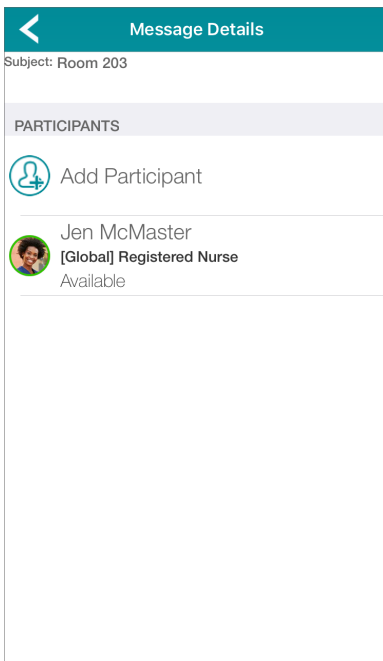 Message Details
Subject: Room 203
PARTICIPANTS
Add Participant
Jen McMaster
[Global] Registered Nurse
Available